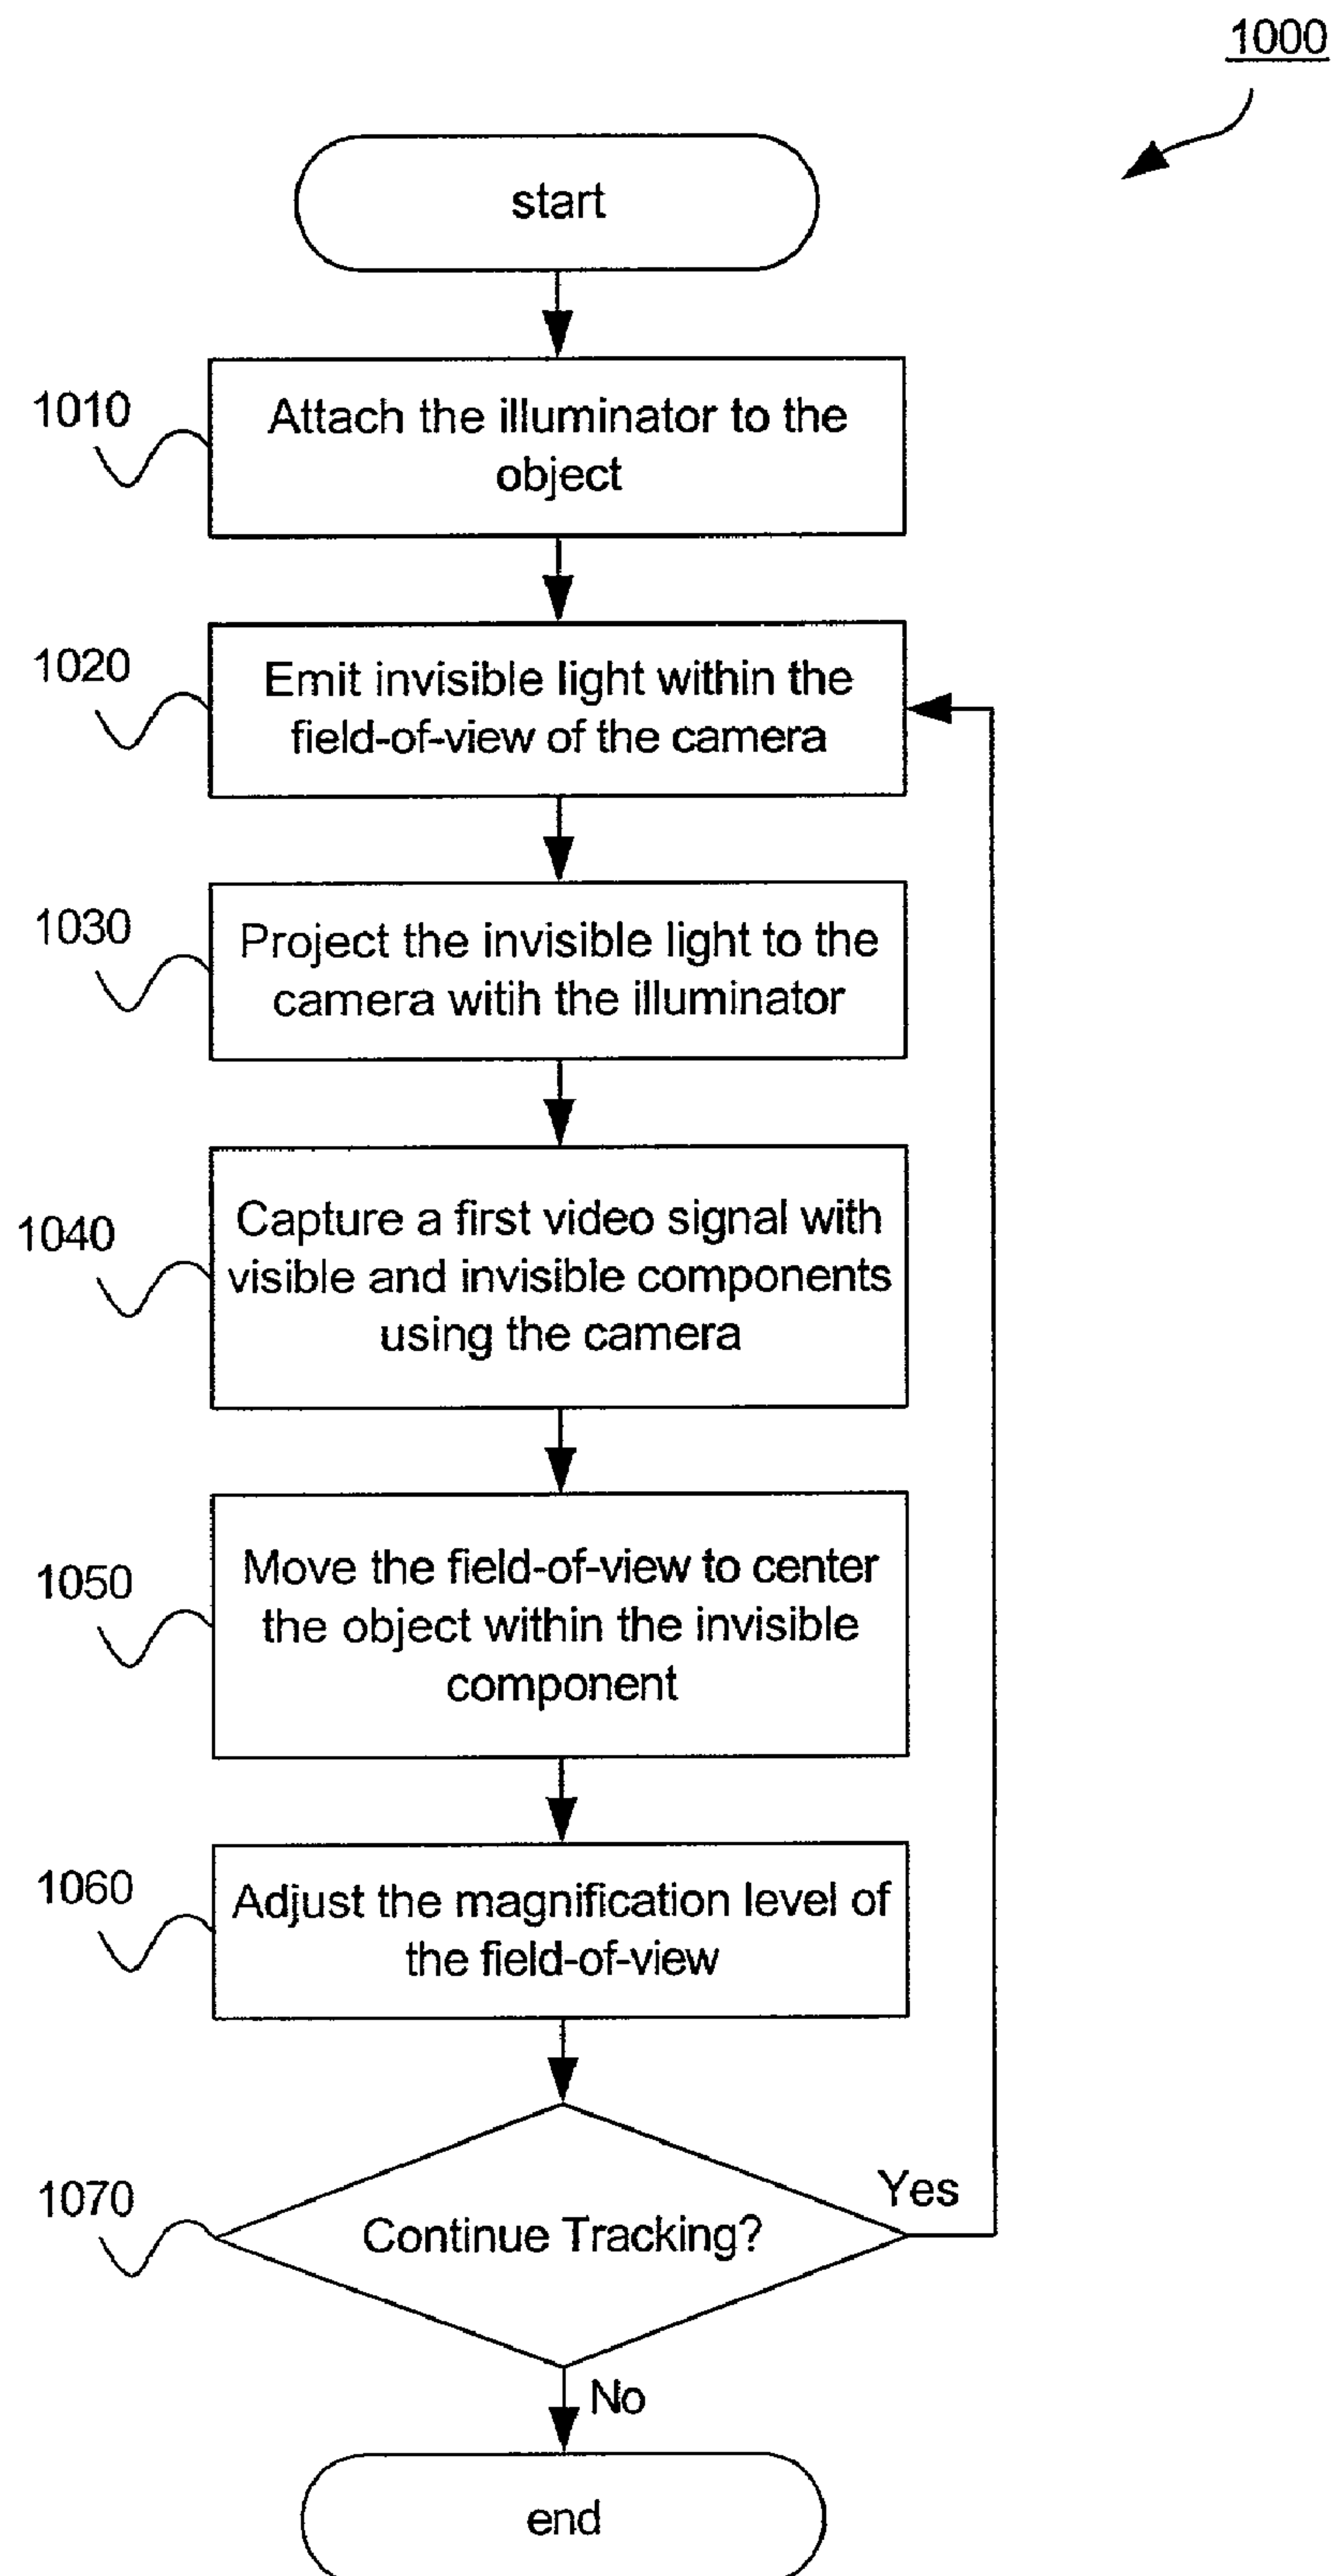 1000
start
1010
Attach the illuminator to the
object
1020
Emit invisible light within the
field-of-view of the camera
1030
Project the invisible light to the
camera witih the illuminator
1040
Capture a first video signal with
visible and invisible components
using the camera
1050
Move the field-of-view to center
the object within the invisible
component
1060
Adjust the magnification level of
the field-of-view
1070
Continue Tracking?
Yes
No
end